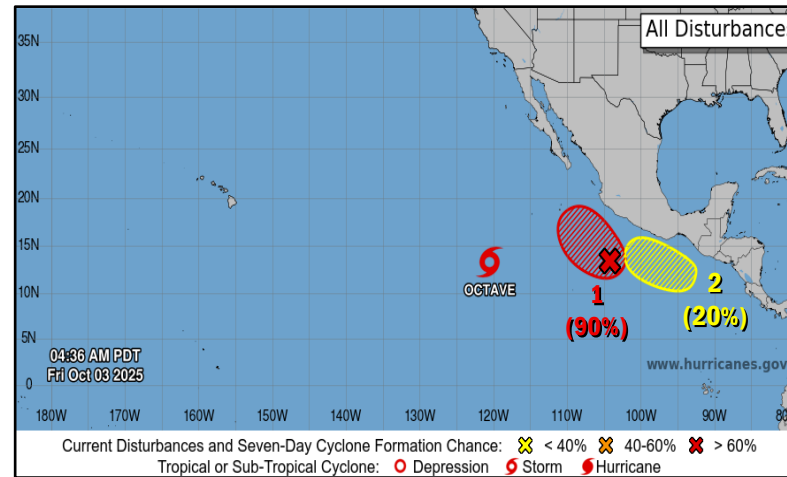 All Disturbances
35N
30N
25N
20N
15N
10N
5N
0
OCTAVE
1
(90%)
2
(20%)
04:36 AM PDT
Fri Oct 03 2025
www.hurricanes.gov
180W 170W 160W 150W 140W 130W 120W 110W 100W 90W 80
Current Disturbances and Seven-Day Cyclone Formation Chance: < 40% 40-60% > 60%
Tropical or Sub-Tropical Cyclone: Depression Storm Hurricane